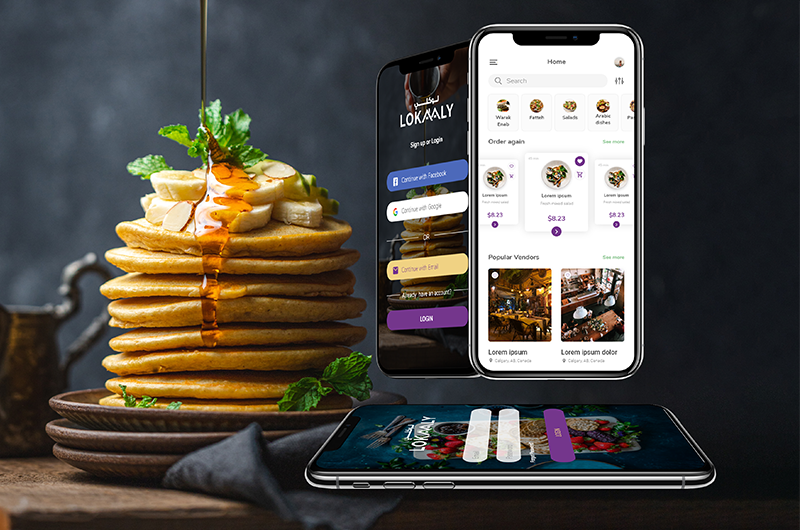 لوكلي
LOKAALY
Sign up or Login
Continue with Facebook
Continue with Google
OR
Continue with Email
Already have an account?
LOGIN
Home
Search
Warak
Enab
Fatteh
Salads
Arabic
dishes
Order again
See more
Lorem ipsum
$8.23
Lorem ipsum
$8.23
Lorem ipsum
$8.23
Popular Vendors
See more
Lorem ipsum
Calgary, AB, Canada
Lorem ipsum dolor
Calgary, AB, Canada
LOKAALY
LOGIN